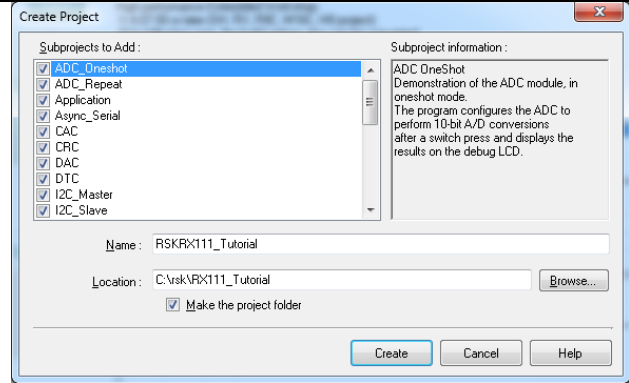 Create Project
Subprojects to Add :
ADC_Oneshot
ADC_Repeat
Application
Async_Serial
CAC
CRC
DAC
DTC
I2C_Master
I2C_Slave
Subproject information :
ADC OneShot
Demonstration of the ADC module, in
oneshot mode.
The program configures the ADC to
perform 10-bit A/D conversions
after a switch press and displays the
results on the debug LCD.
Name : RSKRX111_Tutorial
Location : C:\rsk\RX111_Tutorial Browse...
Make the project folder
Create Cancel Help